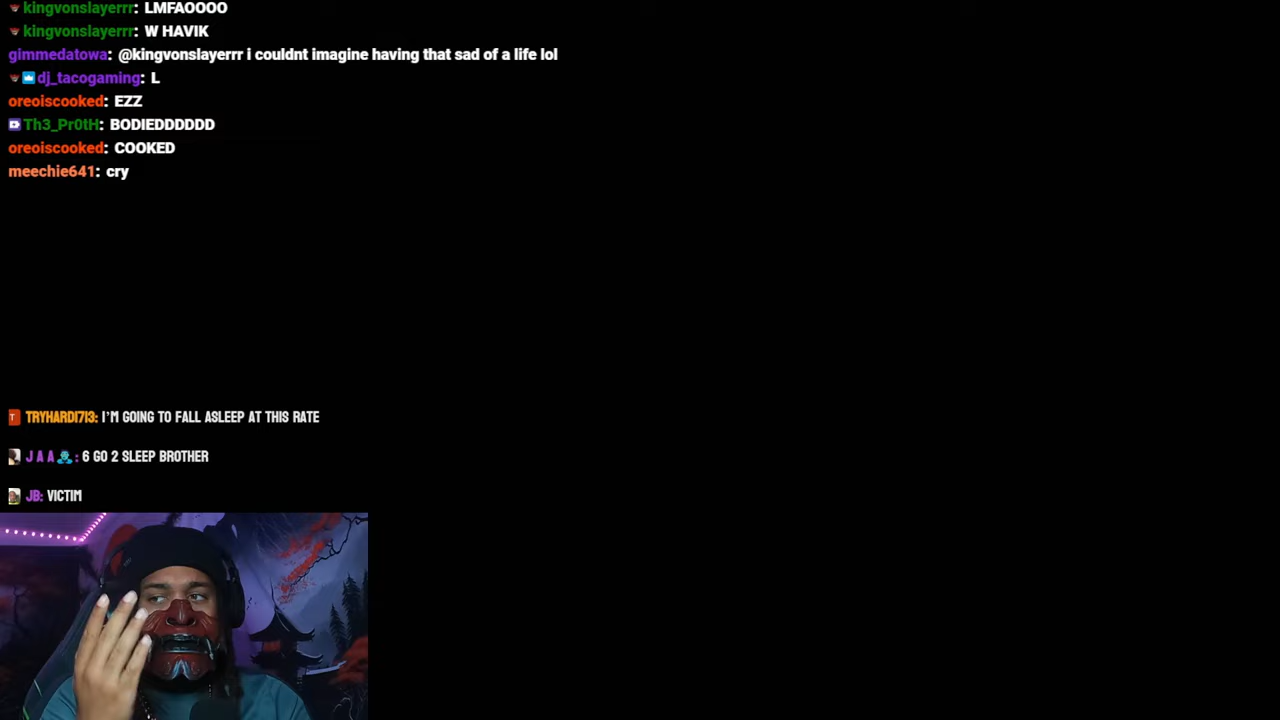 kingvonslayerrr: LMFAOOOO
kingvonslayerrr: W HAVIK
gimmedatowa: @kingvonslayerrr i couldnt imagine having that sad of a life lol
dj_tacogaming: L
oreoiscooked: EZZ
Th3_Pr0tH: BODIEDDDDDD
oreoiscooked: COOKED
meechie641: cry
T TRYHARD1713: I'M GOING TO FALL ASLEEP AT THIS RATE
J A A: 6 GO 2 SLEEP BROTHER
JB: VICTIM